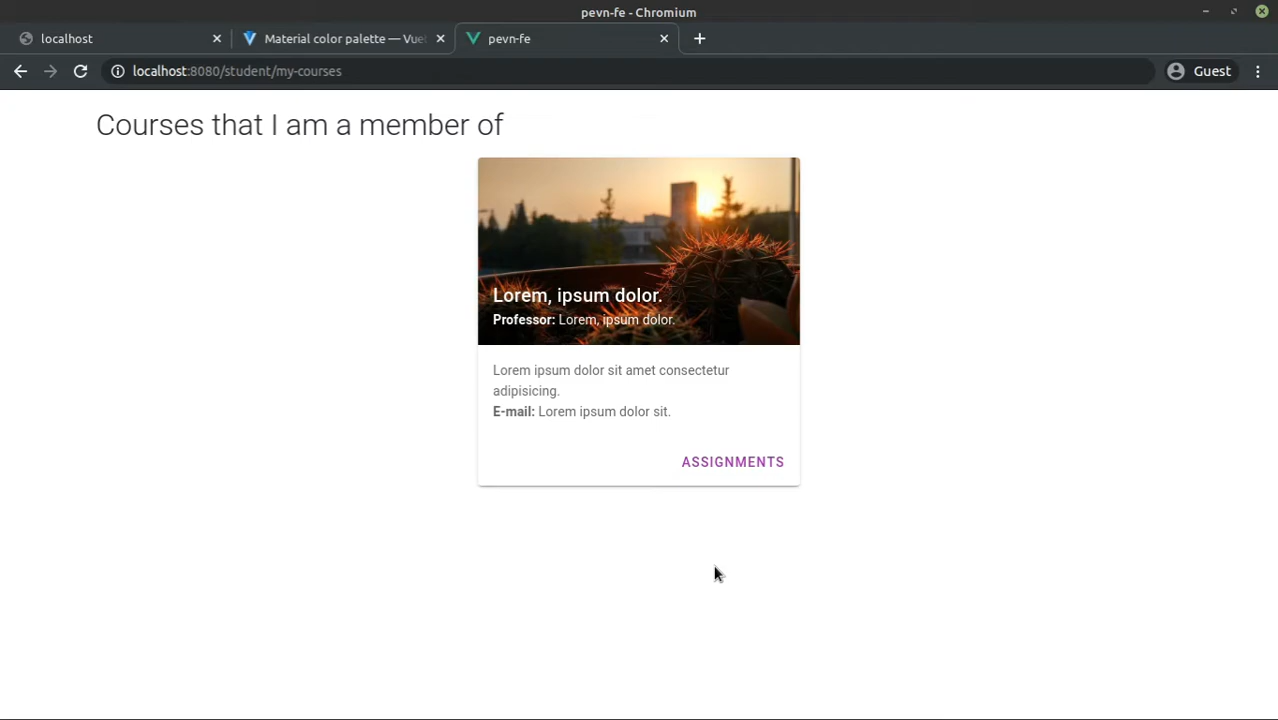 pevn-fe - Chromium
localhost
Material color palette — Vue
pevn-fe
localhost:8080/student/my-courses
Guest
Courses that I am a member of
Lorem, ipsum dolor.
Professor: Lorem, ipsum dolor.
Lorem ipsum dolor sit amet consectetur
adipisicing.
E-mail: Lorem ipsum dolor sit.
ASSIGNMENTS